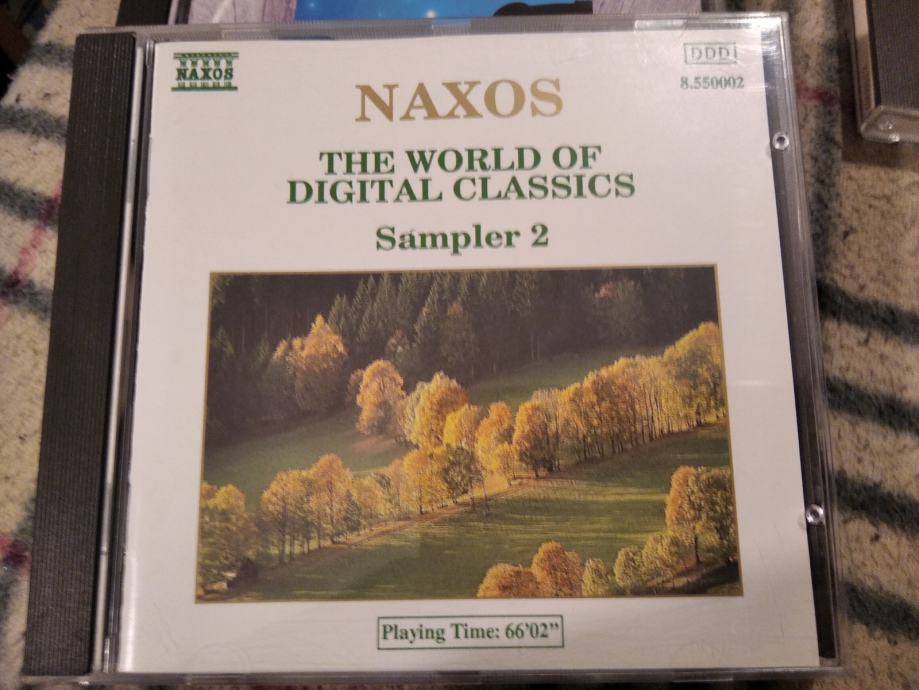 NAXOS
DDD
8.550002
NAXOS
THE WORLD OF
DIGITAL CLASSICS
Sampler 2
Playing Time: 66'02"